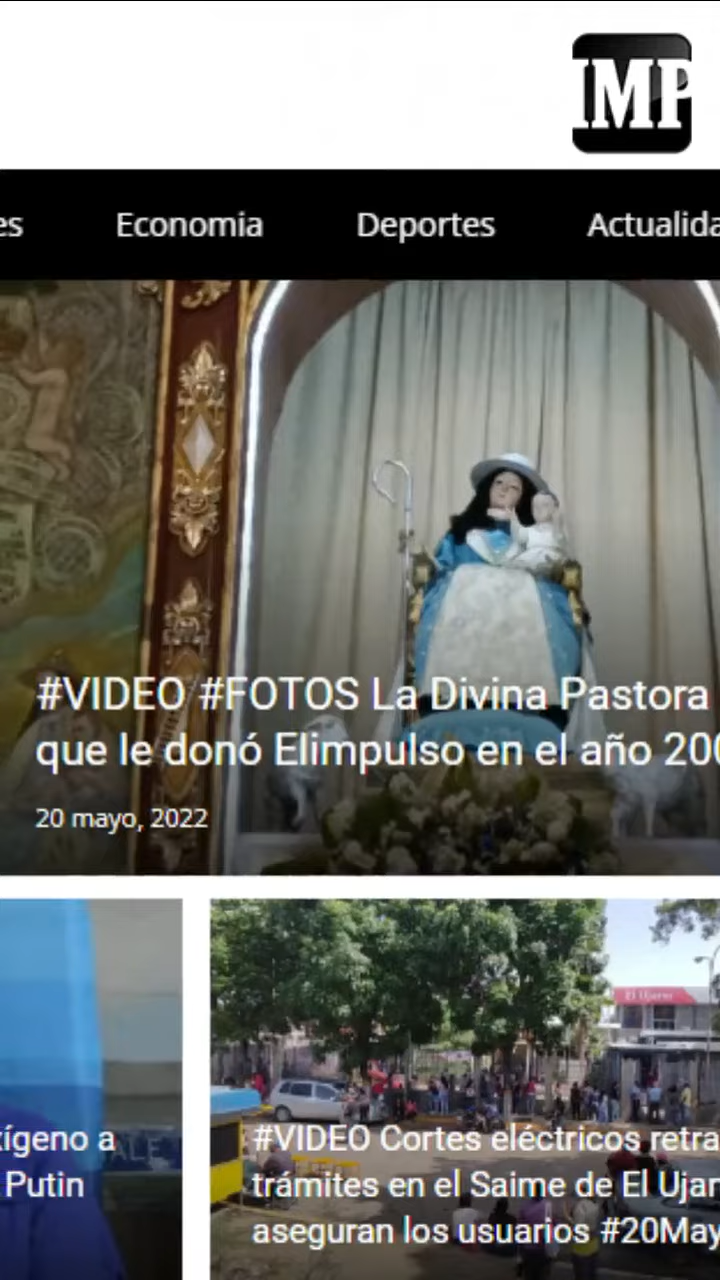 IMP
es Economia Deportes Actualida
#VIDEO #FOTOS La Divina Pastora
que le donó Elimpulso en el año 200
20 mayo, 2022
xígeno a
Putin
El Ujano
#VIDEO Cortes eléctricos retra
trámites en el Saime de El Ujan
aseguran los usuarios #20May